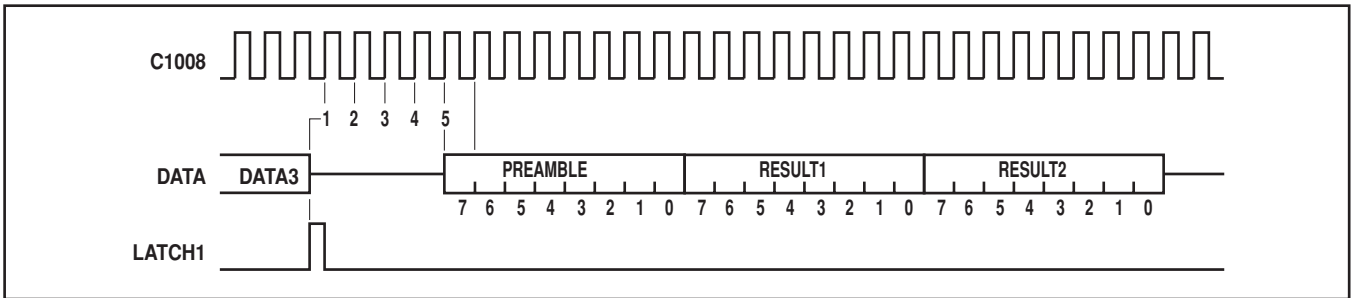 C1008
1 2 3 4 5
DATA DATA3 PREAMBLE RESULT1 RESULT2
7 6 5 4 3 2 1 0 7 6 5 4 3 2 1 0 7 6 5 4 3 2 1 0
LATCH1